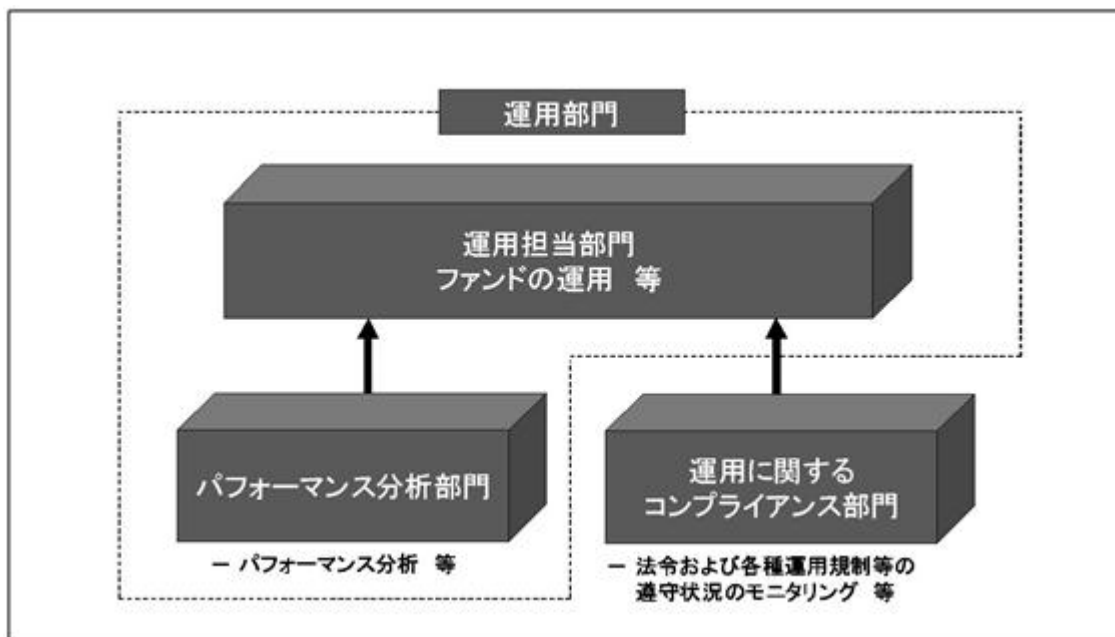 運用部門
運用担当部門
ファンドの運用 等
パフォーマンス分析部門
− パフォーマンス分析 等
運用に関する
コンプライアンス部門
− 法令および各種運用規制等の
遵守状況のモニタリング 等